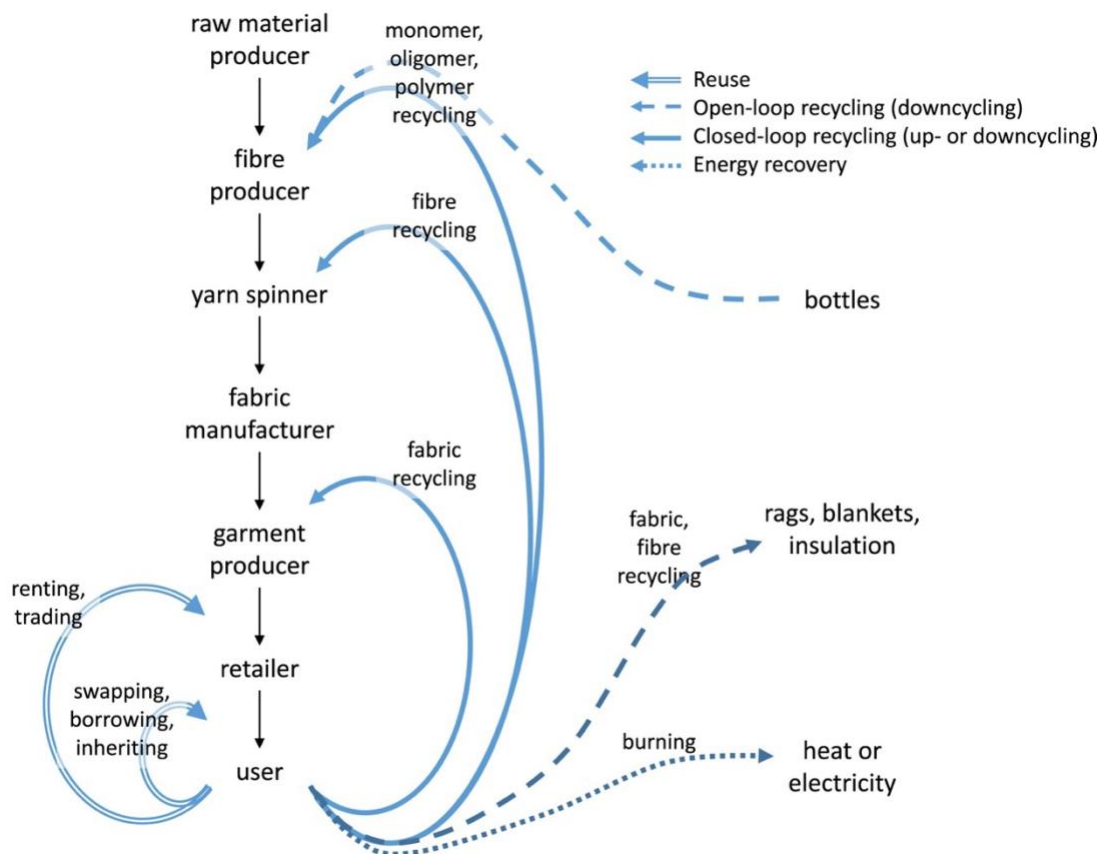 raw material
producer
monomer,
oligomer,
polymer
recycling
Reuse
Open-loop recycling (downcycling)
Closed-loop recycling (up- or downcycling)
Energy recovery
fibre
producer
fibre
recycling
yarn spinner
bottles
fabric
manufacturer
fabric
recycling
garment
producer
fabric,
fibre
recycling
rags, blankets,
insulation
renting,
trading
retailer
swapping,
borrowing,
inheriting
user
burning
heat or
electricity